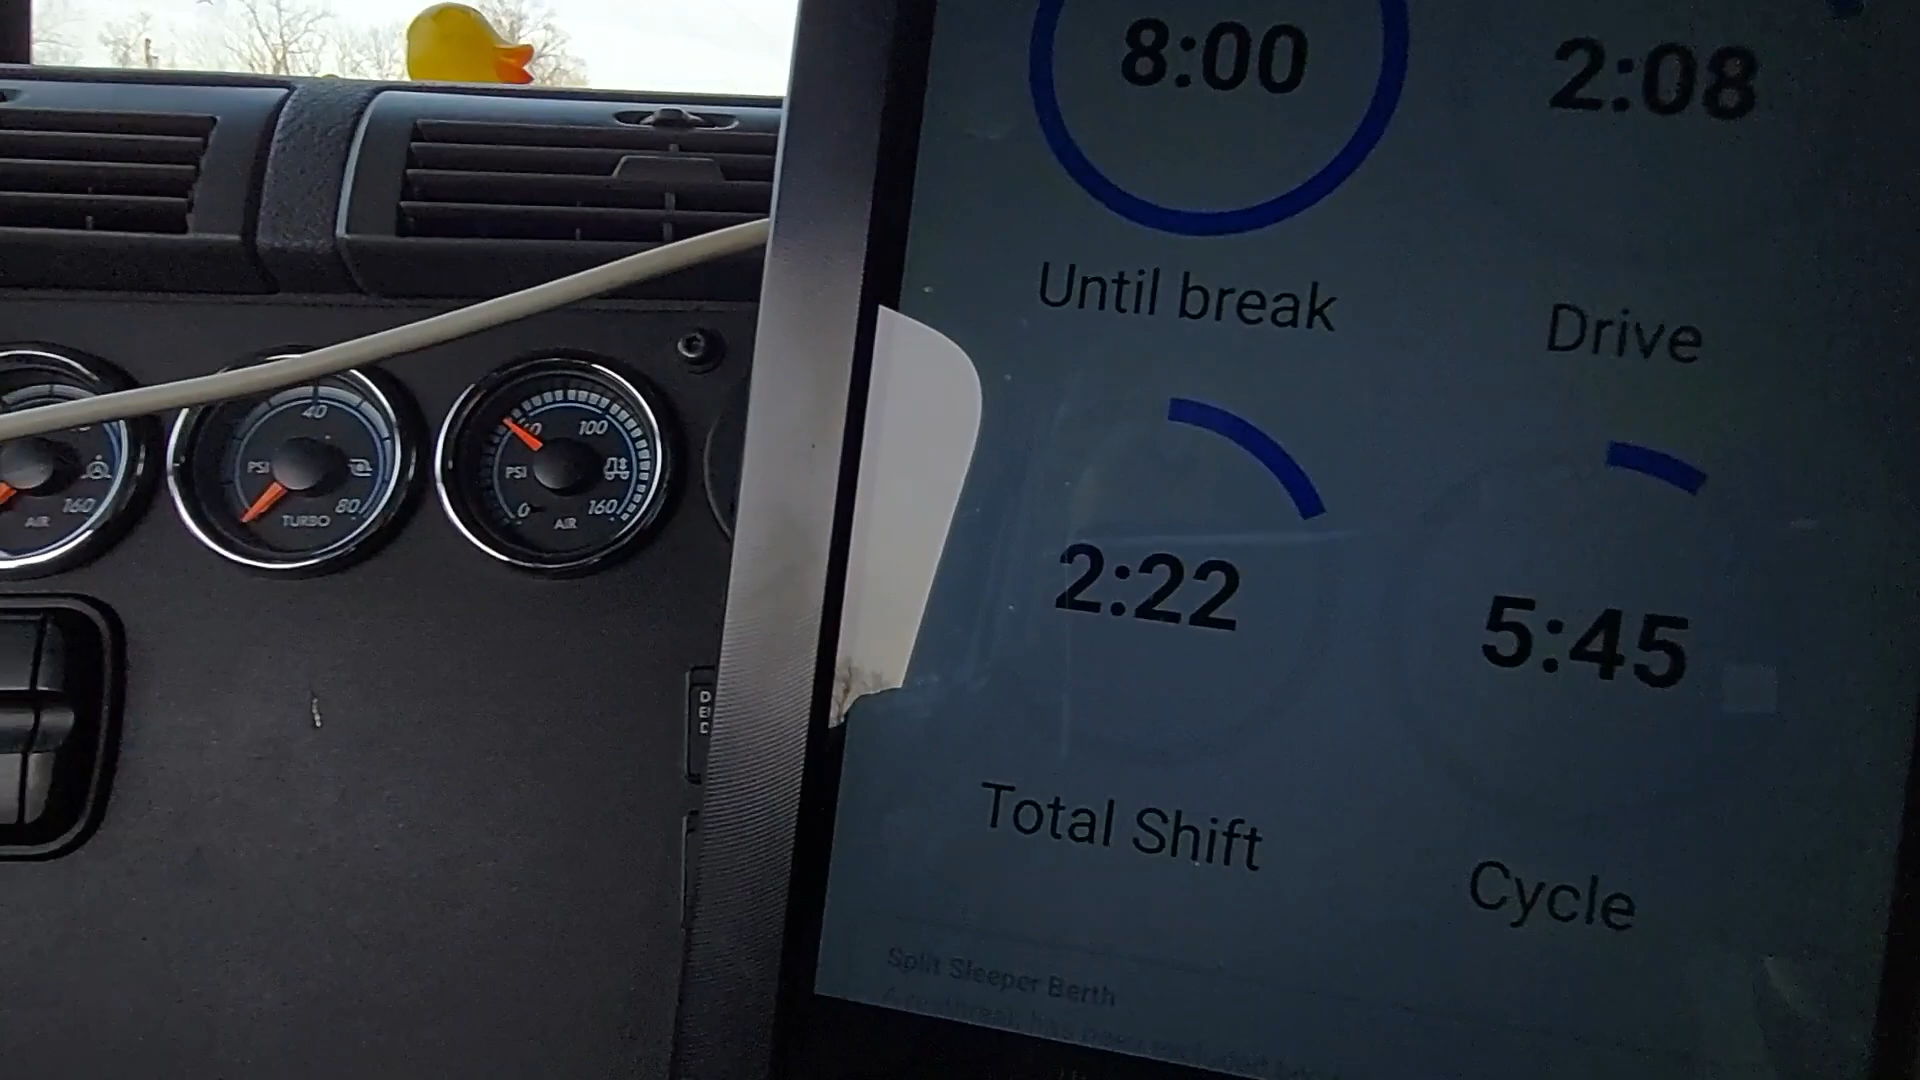 8:00
2:08
Until break
Drive
2:22
5:45
Total Shift
Cycle
Split Sleeper Berth
160
AIR
40
PSI
80
TURBO
100
PSI
0
160
AIR